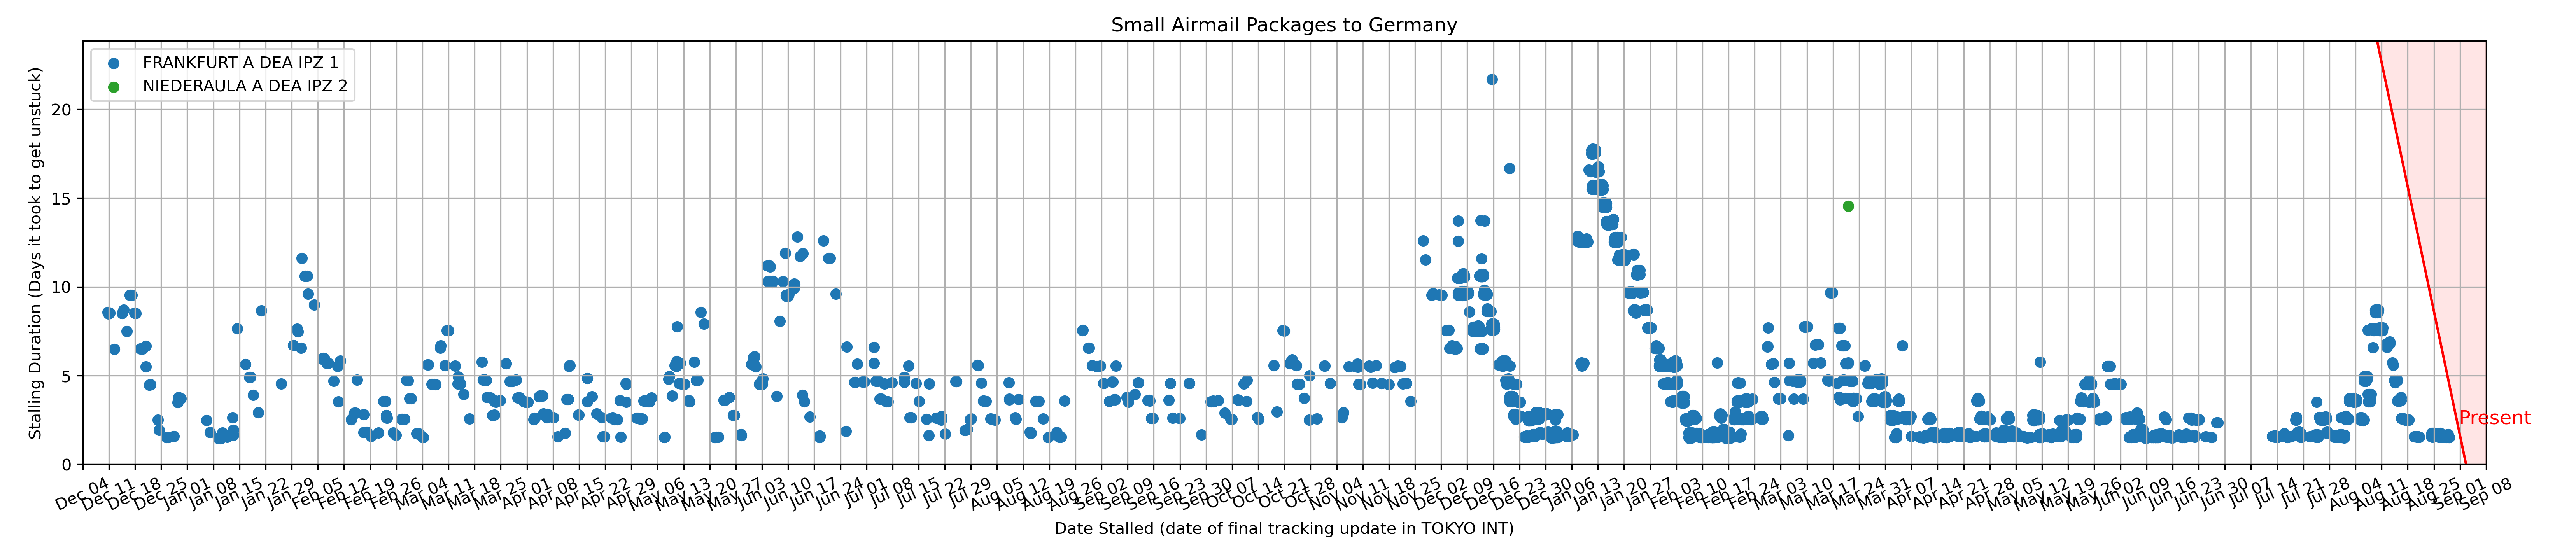 Small Airmail Packages to Germany
FRANKFURT A DEA IPZ 1
NIEDERAULA A DEA IPZ 2
Stalling Duration (Days it took to get unstuck)
20
15
10
5
0
Present
Dec 04
Dec 11
Dec 18
Dec 25
Jan 01
Jan 08
Jan 15
Jan 22
Jan 29
Feb 05
Feb 12
Feb 19
Feb 26
Mar 04
Mar 11
Mar 18
Mar 25
Apr 01
Apr 08
Apr 15
Apr 22
Apr 29
May 06
May 13
May 20
May 27
Jun 03
Jun 10
Jun 17
Jun 24
Jul 01
Jul 08
Jul 15
Jul 22
Jul 29
Aug 05
Aug 12
Aug 19
Aug 26
Sep 02
Sep 09
Sep 16
Sep 23
Sep 30
Oct 07
Oct 14
Oct 21
Oct 28
Nov 04
Nov 11
Nov 18
Nov 25
Dec 02
Dec 09
Dec 16
Dec 23
Dec 30
Jan 06
Jan 13
Jan 20
Jan 27
Feb 03
Feb 10
Feb 17
Feb 24
Mar 03
Mar 10
Mar 17
Mar 24
Mar 31
Apr 07
Apr 14
Apr 21
Apr 28
May 05
May 12
May 19
May 26
Jun 02
Jun 09
Jun 16
Jun 23
Jun 30
Jul 07
Jul 14
Jul 21
Jul 28
Aug 04
Aug 11
Aug 18
Aug 25
Sep 01
Sep 08
Date Stalled (date of final tracking update in TOKYO INT)